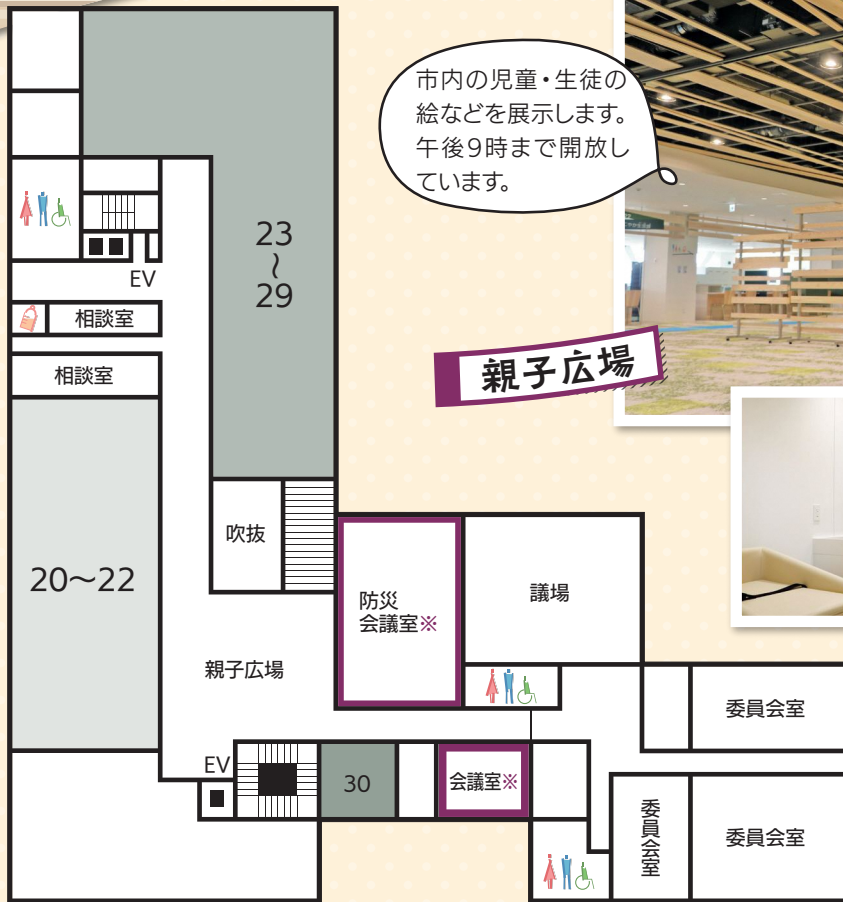 市内の児童・生徒の
絵などを展示します。
午後9時まで開放し
ています。
親子広場
23
〜
29
EV
相談室
相談室
20〜22
吹抜
防災
会議室※
議場
親子広場
委員会室
EV
30
会議室※
委員会室
委員会室